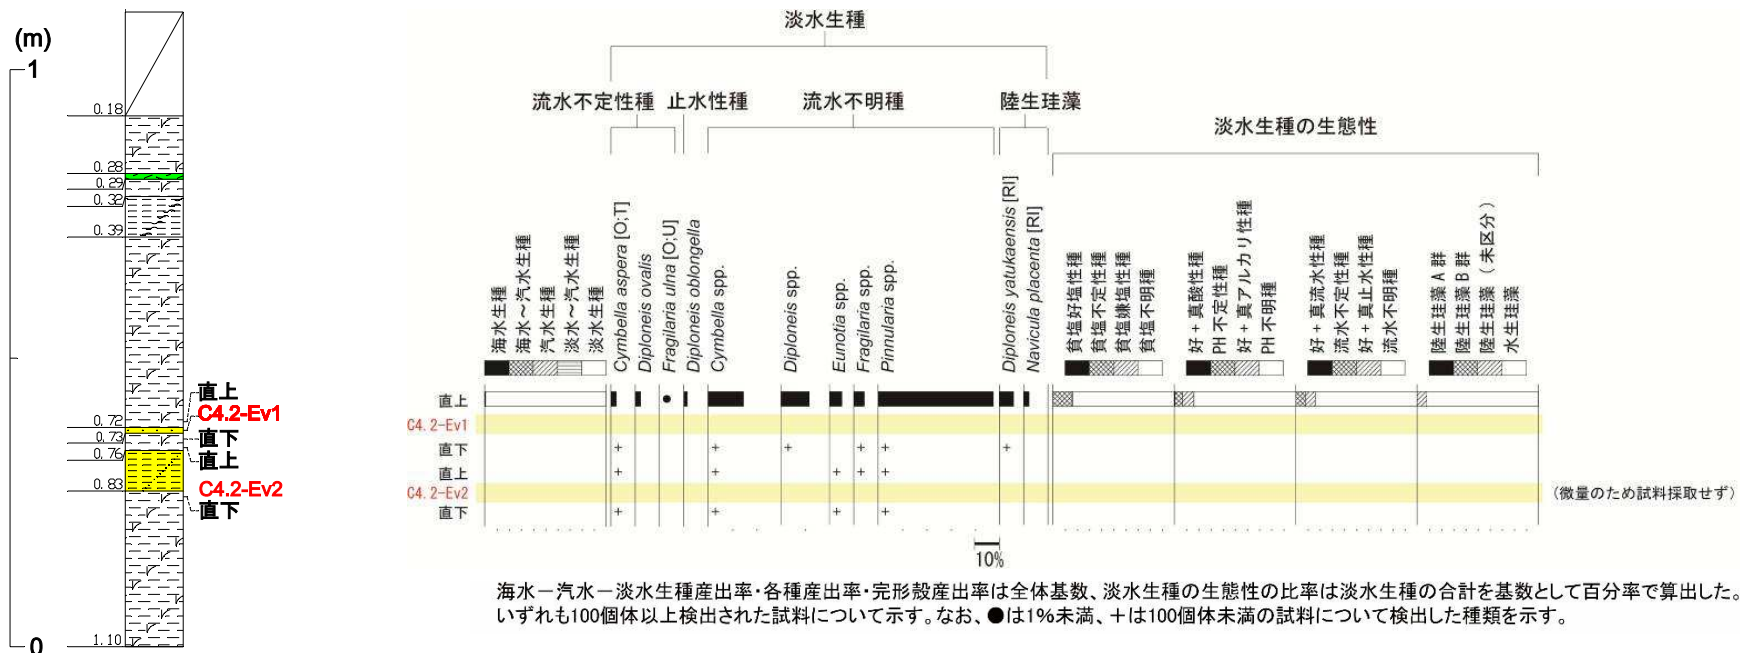 (m)
1
0.18
0.28
0.29
0.32
0.39
0.72
0.73
0.76
0.83
1.10
0
直上
C4.2-Ev1
直下
直上
C4.2-Ev2
直下
淡水生種
流水不定性種
止水性種
流水不明種
陸生珪藻
淡水生種の生態性
海水生種
海水～汽水生種
汽水生種
淡水～汽水生種
淡水生種
Cymbella aspera [O;T]
Diploneis ovalis
Fragilaria ulna [O;U]
Diploneis oblongella
Cymbella spp.
Diploneis spp.
Eunotia spp.
Fragilaria spp.
Pinnularia spp.
Diploneis yatukaensis [RI]
Navicula placenta [RI]
貧塩好塩性種
貧塩不定性種
貧塩嫌塩性種
貧塩不明種
好＋真酸性種
PH 不定性種
好＋真アルカリ性種
PH 不明種
好＋真流水性種
流水不定性種
好＋真止水性種
流水不明種
陸生珪藻 A 群
陸生珪藻 B 群
陸生珪藻（未区分）
水生珪藻
直上
C4.2-Ev1
直下 + + + + + +
直上 + + + + +
C4.2-Ev2 (微量のため試料採取せず)
直下 + + + +
10%
海水－汽水－淡水生種産出率・各種産出率・完形殻産出率は全体基数、淡水生種の生態性の比率は淡水生種の合計を基数として百分率で算出した。
いずれも100個体以上検出された試料について示す。なお、●は1%未満、＋は100個体未満の試料について検出した種類を示す。